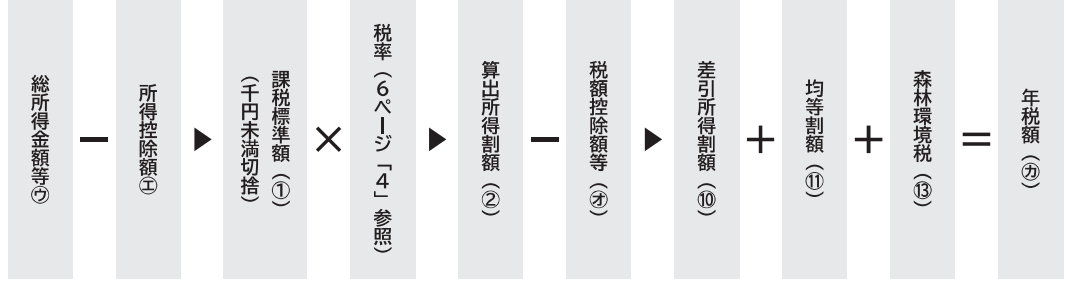 総所得金額等㋒
−
所得控除額㋓
▶
課税標準額（①）
（千円未満切捨）
×
税率（6ページ「4」参照）
▶
算出所得割額（②）
−
税額控除額等（㋔）
▶
差引所得割額（⑩）
＋
均等割額（⑪）
＋
森林環境税（⑬）
＝
年税額（㋕）